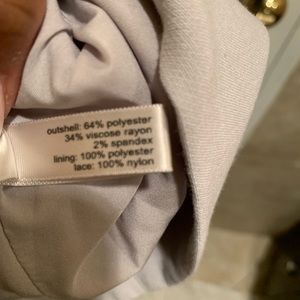 outshell: 64% polyester
34% viscose rayon
2% spandex
lining: 100% polyester
lace: 100% nylon